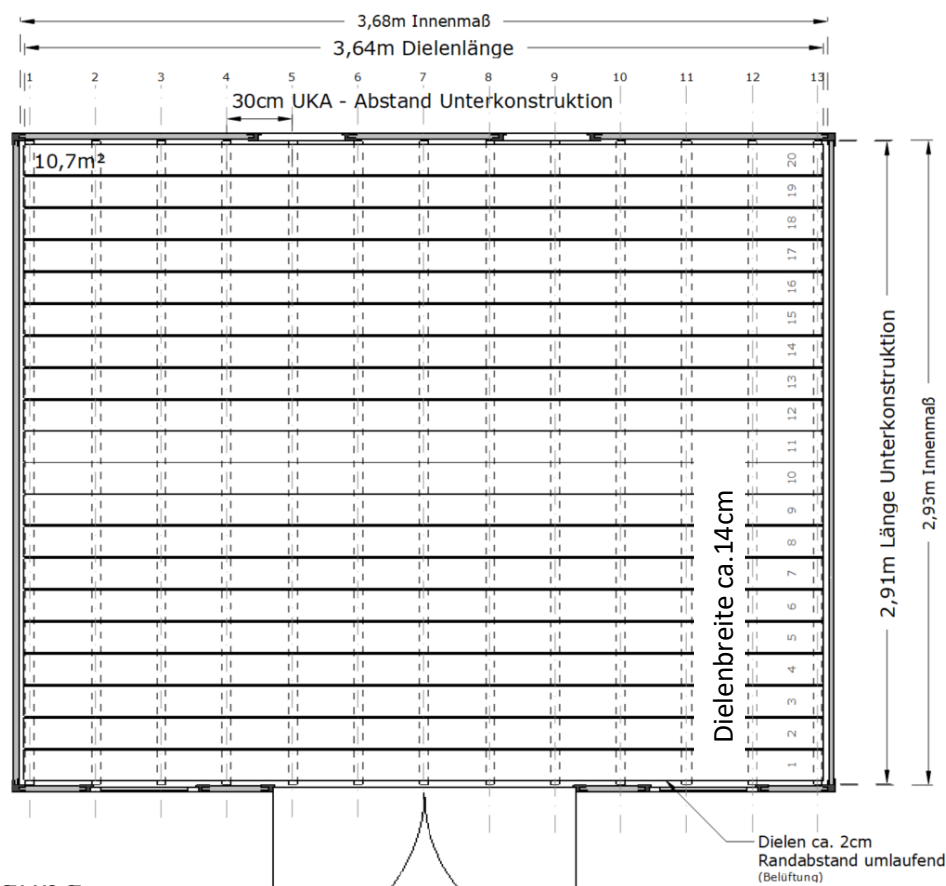 3,68m Innenmaß
3,64m Dielenlänge
1 2 3 4 5 6 7 8 9 10 11 12 13
30cm UKA - Abstand Unterkonstruktion
10,7m²
20
19
18
17
16
15
14
13
12
11
10
9
8
7
6
5
4
3
2
1
Dielenbreite ca.14cm
2,91m Länge Unterkonstruktion
2,93m Innenmaß
Dielen ca. 2cm
Randabstand umlaufend
(Belüftung)